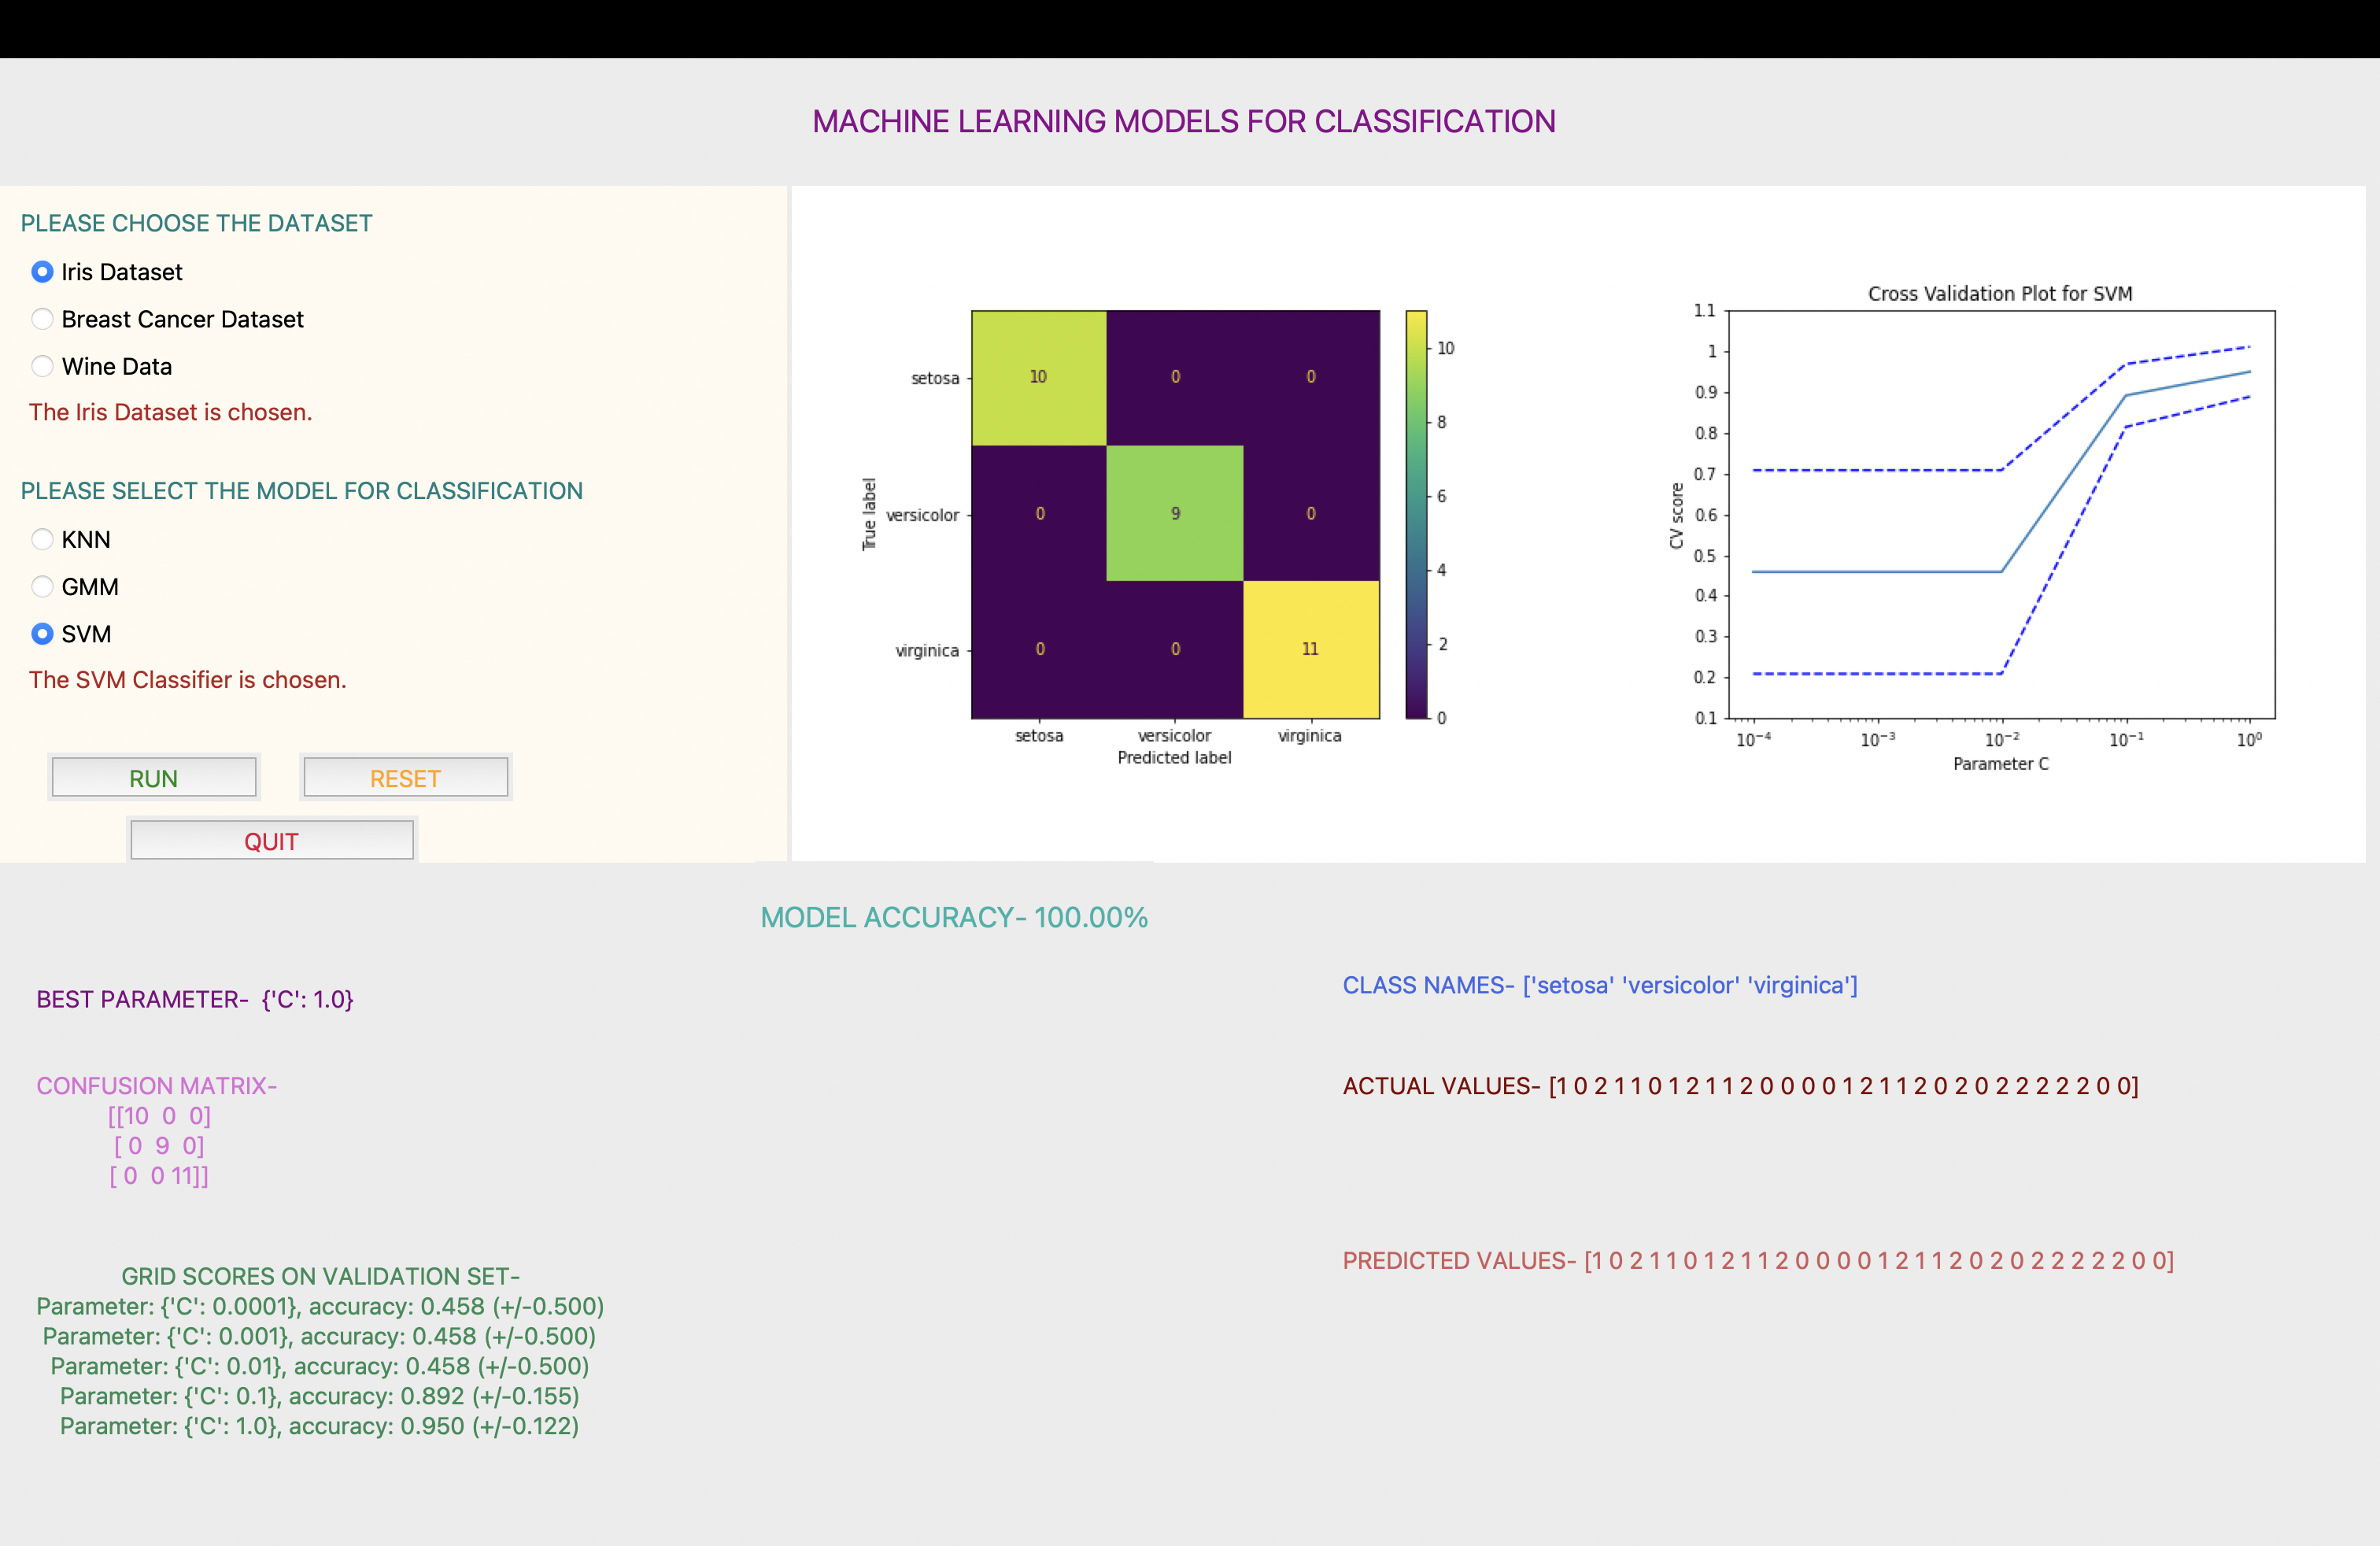 MACHINE LEARNING MODELS FOR CLASSIFICATION
PLEASE CHOOSE THE DATASET
Iris Dataset
Breast Cancer Dataset
Wine Data
The Iris Dataset is chosen.
PLEASE SELECT THE MODEL FOR CLASSIFICATION
KNN
GMM
SVM
The SVM Classifier is chosen.
RUN
RESET
QUIT
True label
setosa
versicolor
virginica
10 0 0
0 9 0
0 0 11
setosa versicolor virginica
Predicted label
10
8
6
4
2
0
Cross Validation Plot for SVM
CV score
1.1
1
0.9
0.8
0.7
0.6
0.5
0.4
0.3
0.2
0.1
10⁻⁴ 10⁻³ 10⁻² 10⁻¹ 10⁰
Parameter C
MODEL ACCURACY- 100.00%
BEST PARAMETER- {'C': 1.0}
CONFUSION MATRIX-
[[10 0 0]
[ 0 9 0]
[ 0 0 11]]
GRID SCORES ON VALIDATION SET-
Parameter: {'C': 0.0001}, accuracy: 0.458 (+/-0.500)
Parameter: {'C': 0.001}, accuracy: 0.458 (+/-0.500)
Parameter: {'C': 0.01}, accuracy: 0.458 (+/-0.500)
Parameter: {'C': 0.1}, accuracy: 0.892 (+/-0.155)
Parameter: {'C': 1.0}, accuracy: 0.950 (+/-0.122)
CLASS NAMES- ['setosa' 'versicolor' 'virginica']
ACTUAL VALUES- [1 0 2 1 1 0 1 2 1 1 2 0 0 0 0 1 2 1 1 2 0 2 0 2 2 2 2 2 0 0]
PREDICTED VALUES- [1 0 2 1 1 0 1 2 1 1 2 0 0 0 0 1 2 1 1 2 0 2 0 2 2 2 2 2 0 0]